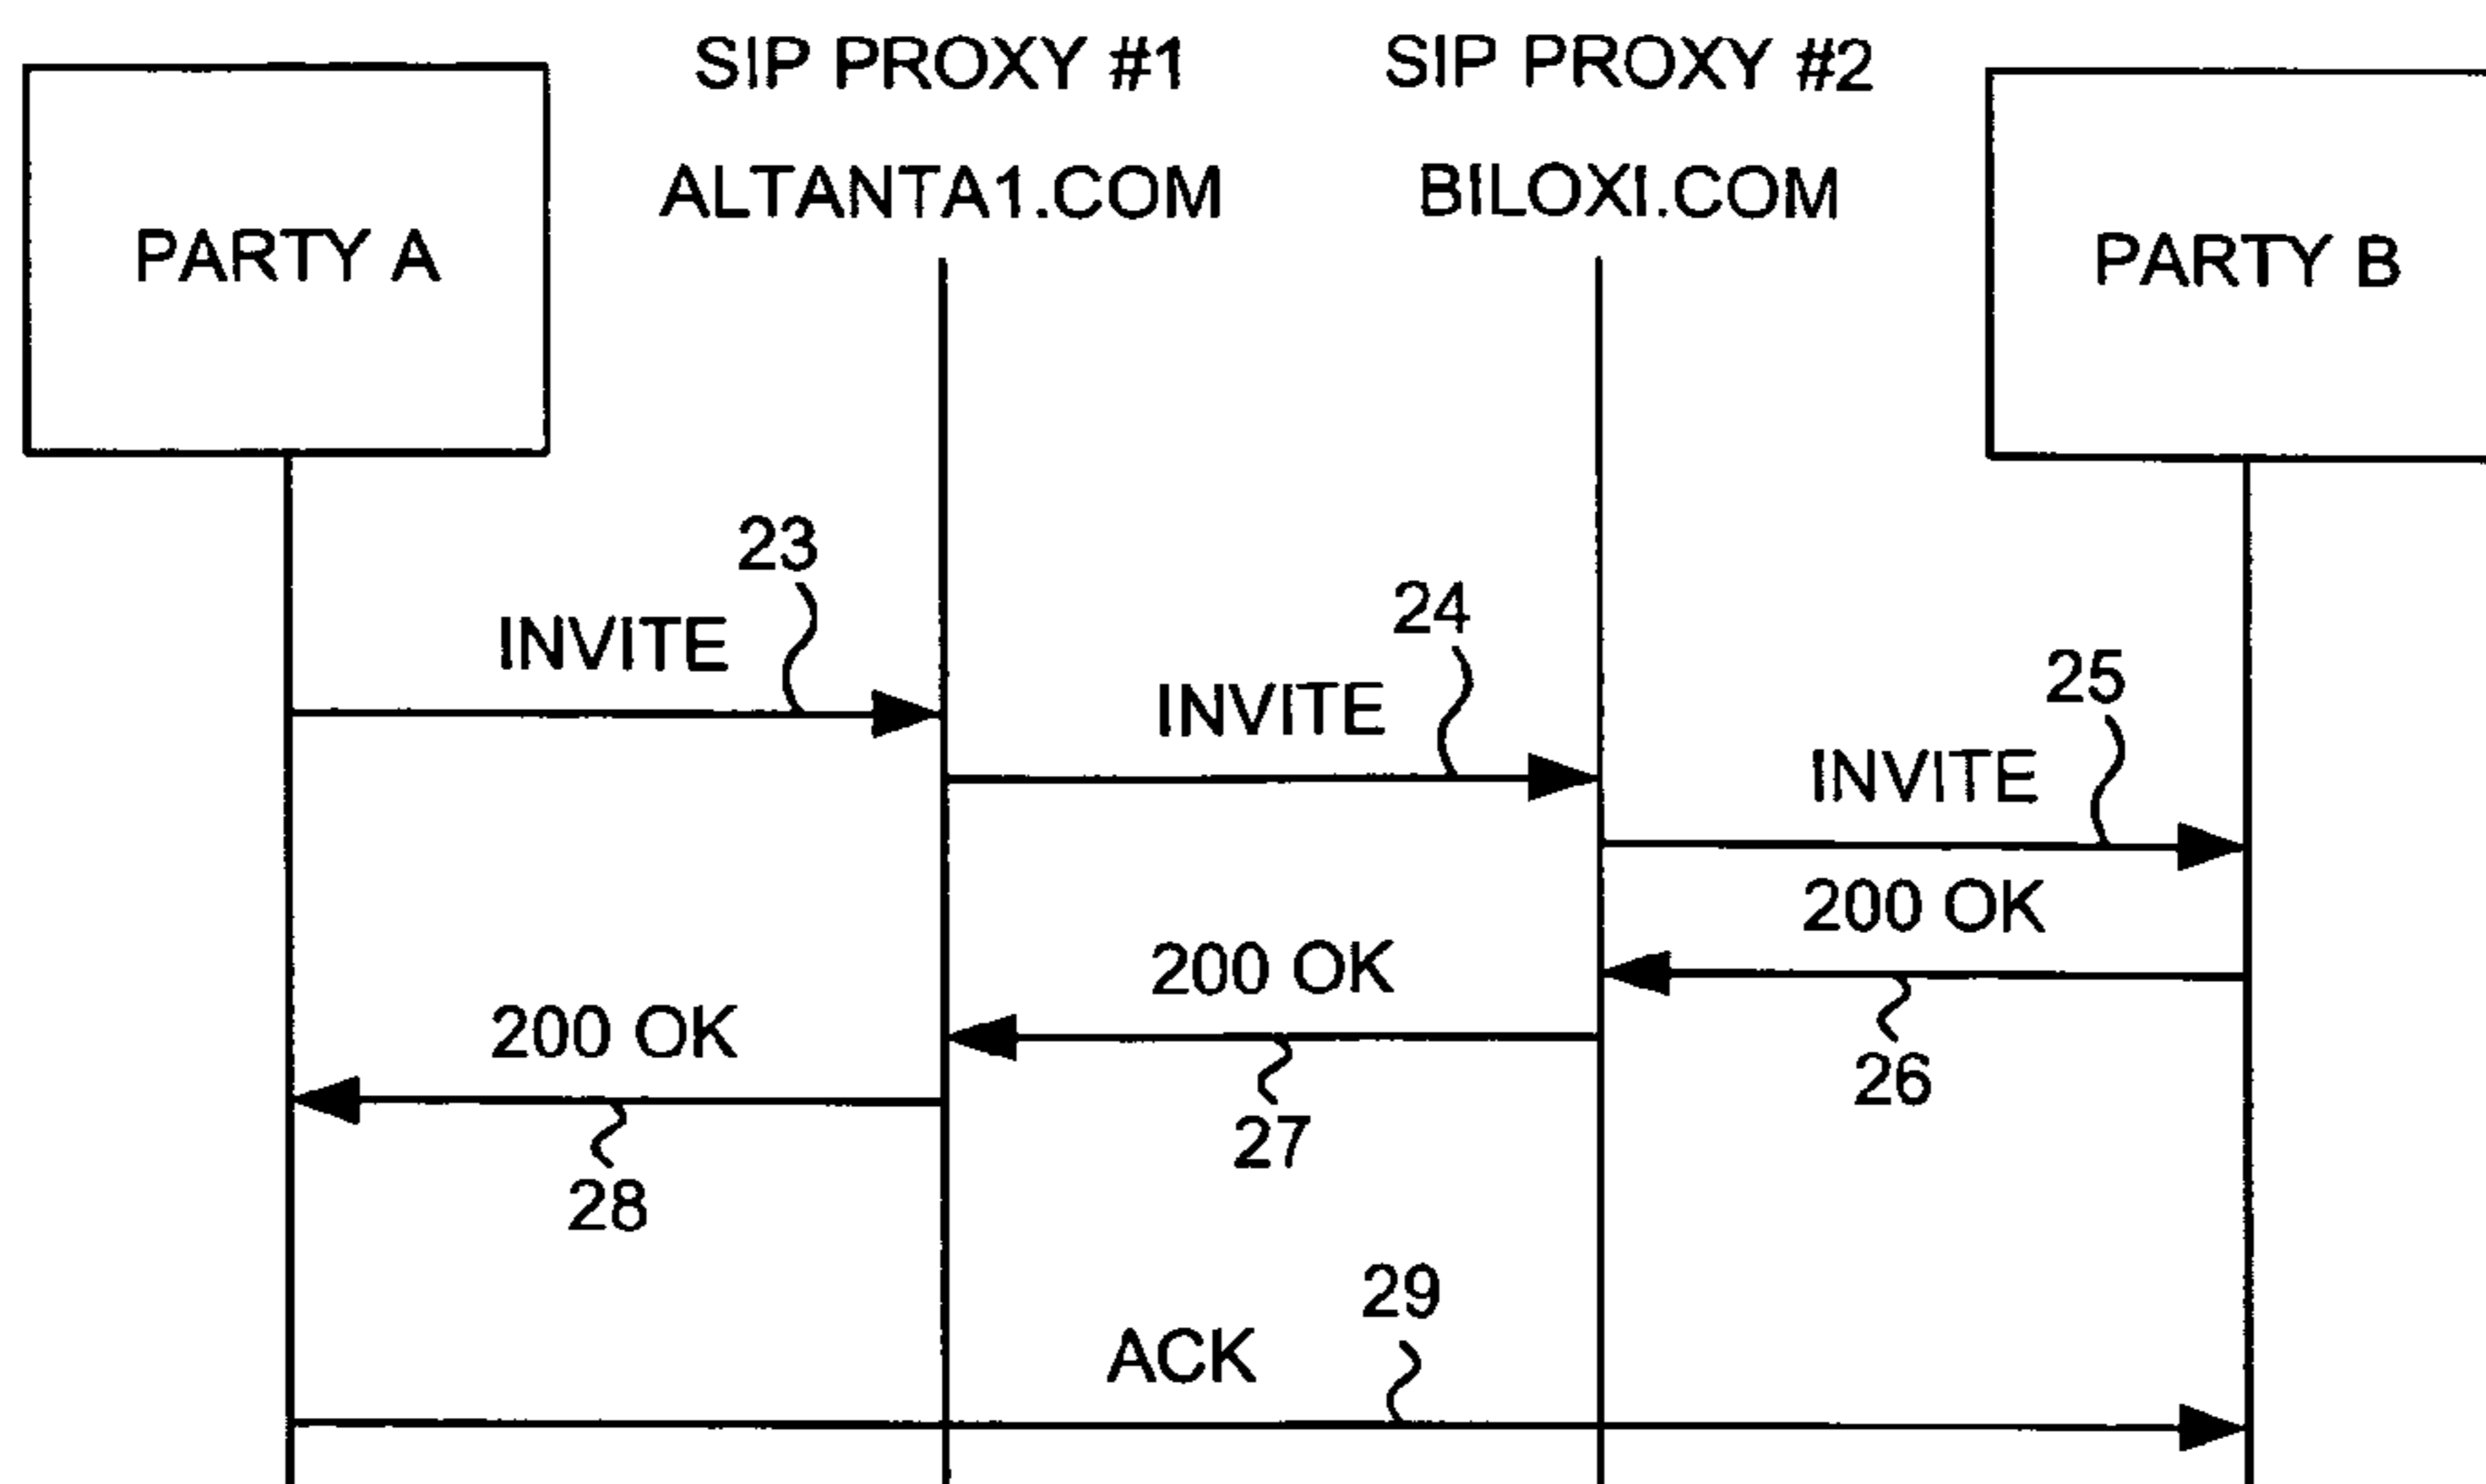 SIP PROXY #1
SIP PROXY #2
ALTANTA1.COM
BILOXI.COM
PARTY A
PARTY B
23
INVITE
24
INVITE
25
INVITE
200 OK
26
200 OK
27
200 OK
28
29
ACK